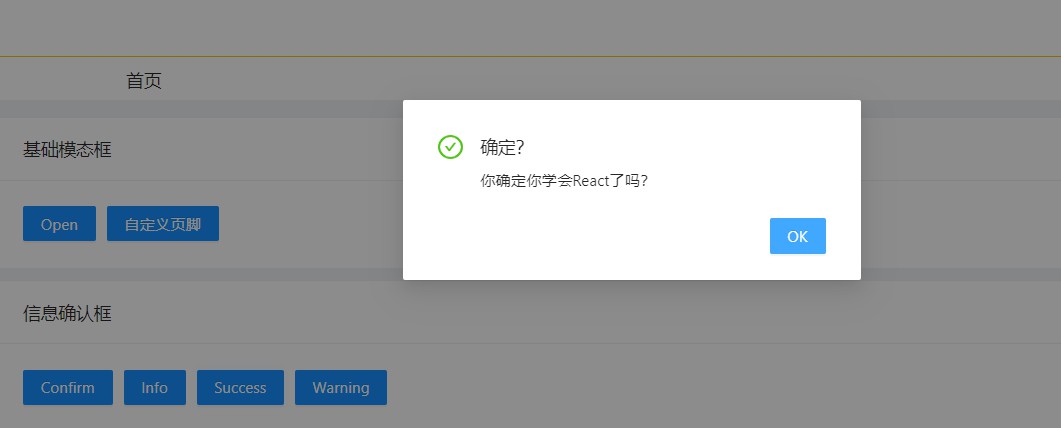 首页
基础模态框
Open 自定义页脚
确定?
你确定你学会React了吗?
OK
信息确认框
Confirm Info Success Warning